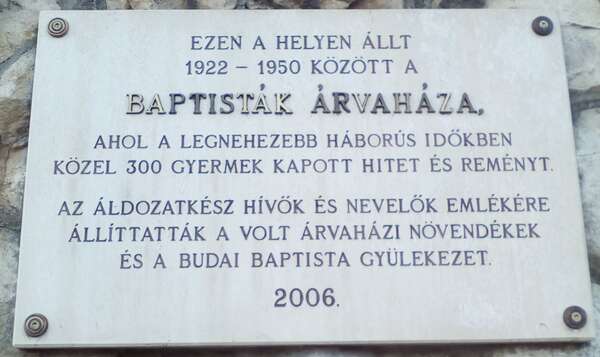 EZEN A HELYEN ÁLLT
1922 – 1950 KÖZÖTT A
BAPTISTÁK ÁRVAHÁZA,
AHOL A LEGNEHEZEBB HÁBORÚS IDŐKBEN
KÖZEL 300 GYERMEK KAPOTT HITET ÉS REMÉNYT.
AZ ÁLDOZATKÉSZ HÍVŐK ÉS NEVELŐK EMLÉKÉRE
ÁLLÍTTATTÁK A VOLT ÁRVAHÁZI NÖVENDÉKEK
ÉS A BUDAI BAPTISTA GYÜLEKEZET.
2006.